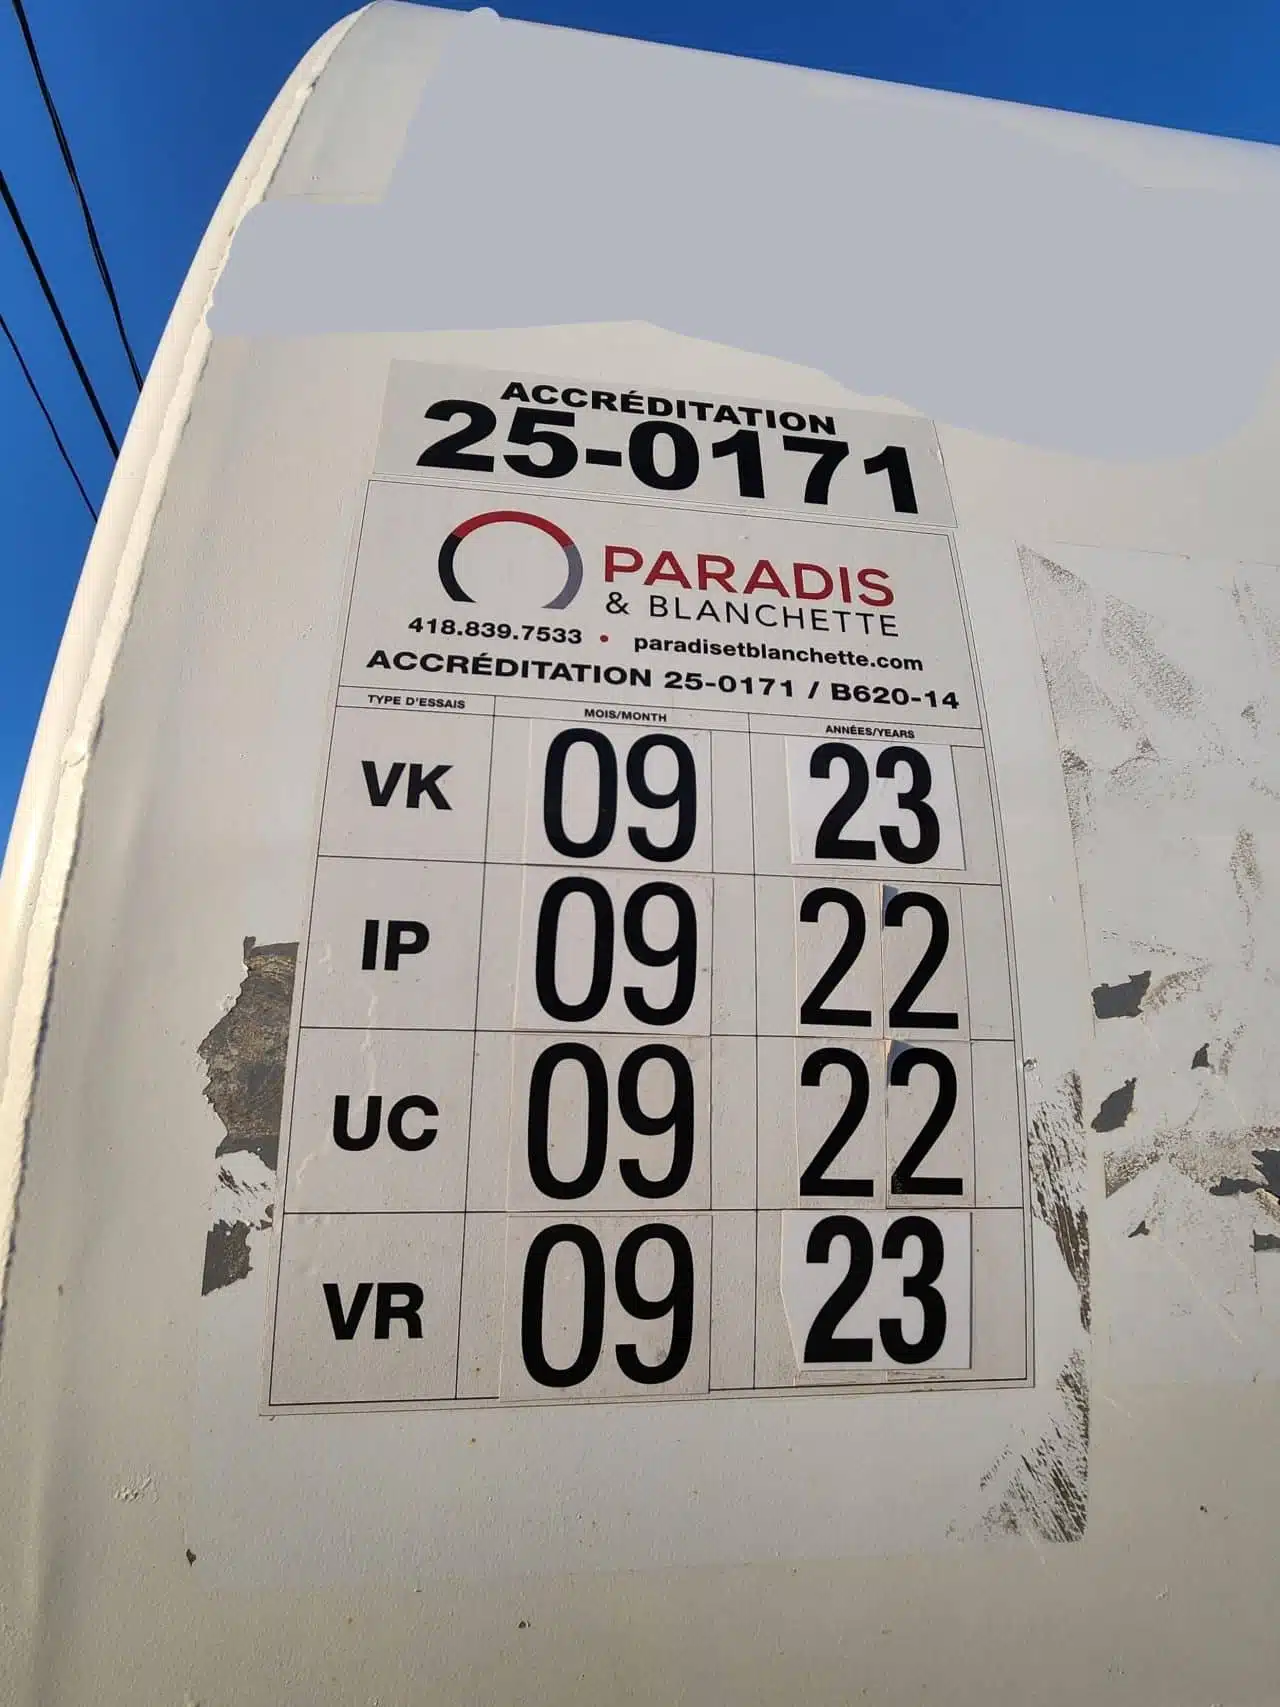 ACCRÉDITATION
25-0171
PARADIS
& BLANCHETTE
418.839.7533 • paradisetblanchette.com
ACCRÉDITATION 25-0171 / B620-14
TYPE D'ESSAIS MOIS/MONTH ANNÉES/YEARS
VK 09 23
IP 09 22
UC 09 22
VR 09 23